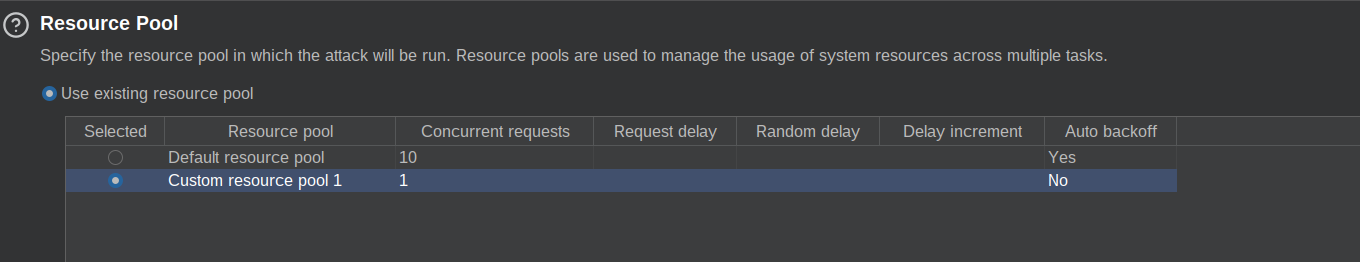 Resource Pool
Specify the resource pool in which the attack will be run. Resource pools are used to manage the usage of system resources across multiple tasks.
Use existing resource pool
Selected Resource pool Concurrent requests Request delay Random delay Delay increment Auto backoff
Default resource pool 10 Yes
Custom resource pool 1 1 No